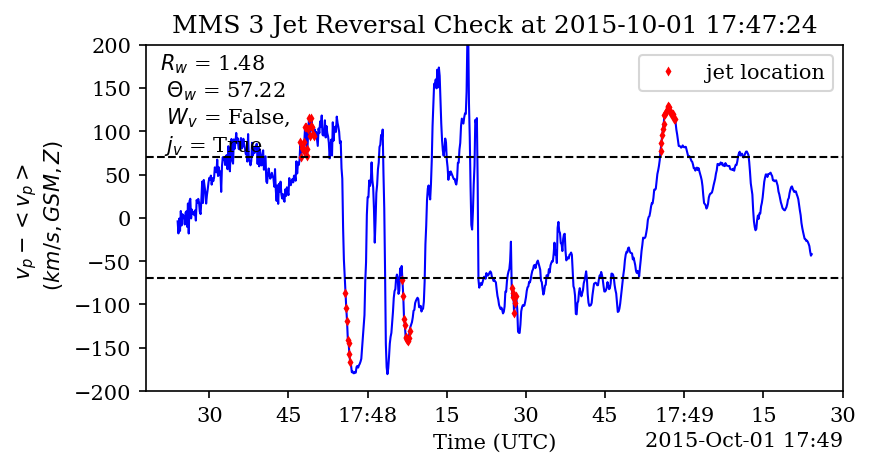 MMS 3 Jet Reversal Check at 2015-10-01 17:47:24
R_w = 1.48
Θ_w = 57.22
W_v = False,
j_v = True
jet location
v_p − <v_p>
(km/s, GSM, Z)
200
150
100
50
0
−50
−100
−150
−200
30 45 17:48 15 30 45 17:49 15 30
Time (UTC)
2015-Oct-01 17:49